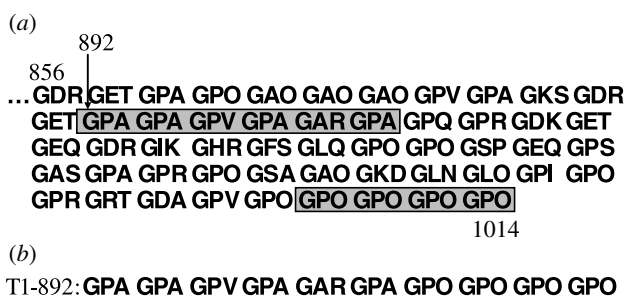 (a)
892
856
...GDR GET GPA GPO GAO GAO GAO GPV GPA GKS GDR
GET GPA GPA GPV GPA GAR GPA GPQ GPR GDK GET
GEQ GDR GIK GHR GFS GLQ GPO GPO GSP GEQ GPS
GAS GPA GPR GPO GSA GAO GKD GLN GLO GPI GPO
GPR GRT GDA GPV GPO GPO GPO GPO GPO
1014
(b)
T1-892: GPA GPA GPV GPA GAR GPA GPO GPO GPO GPO